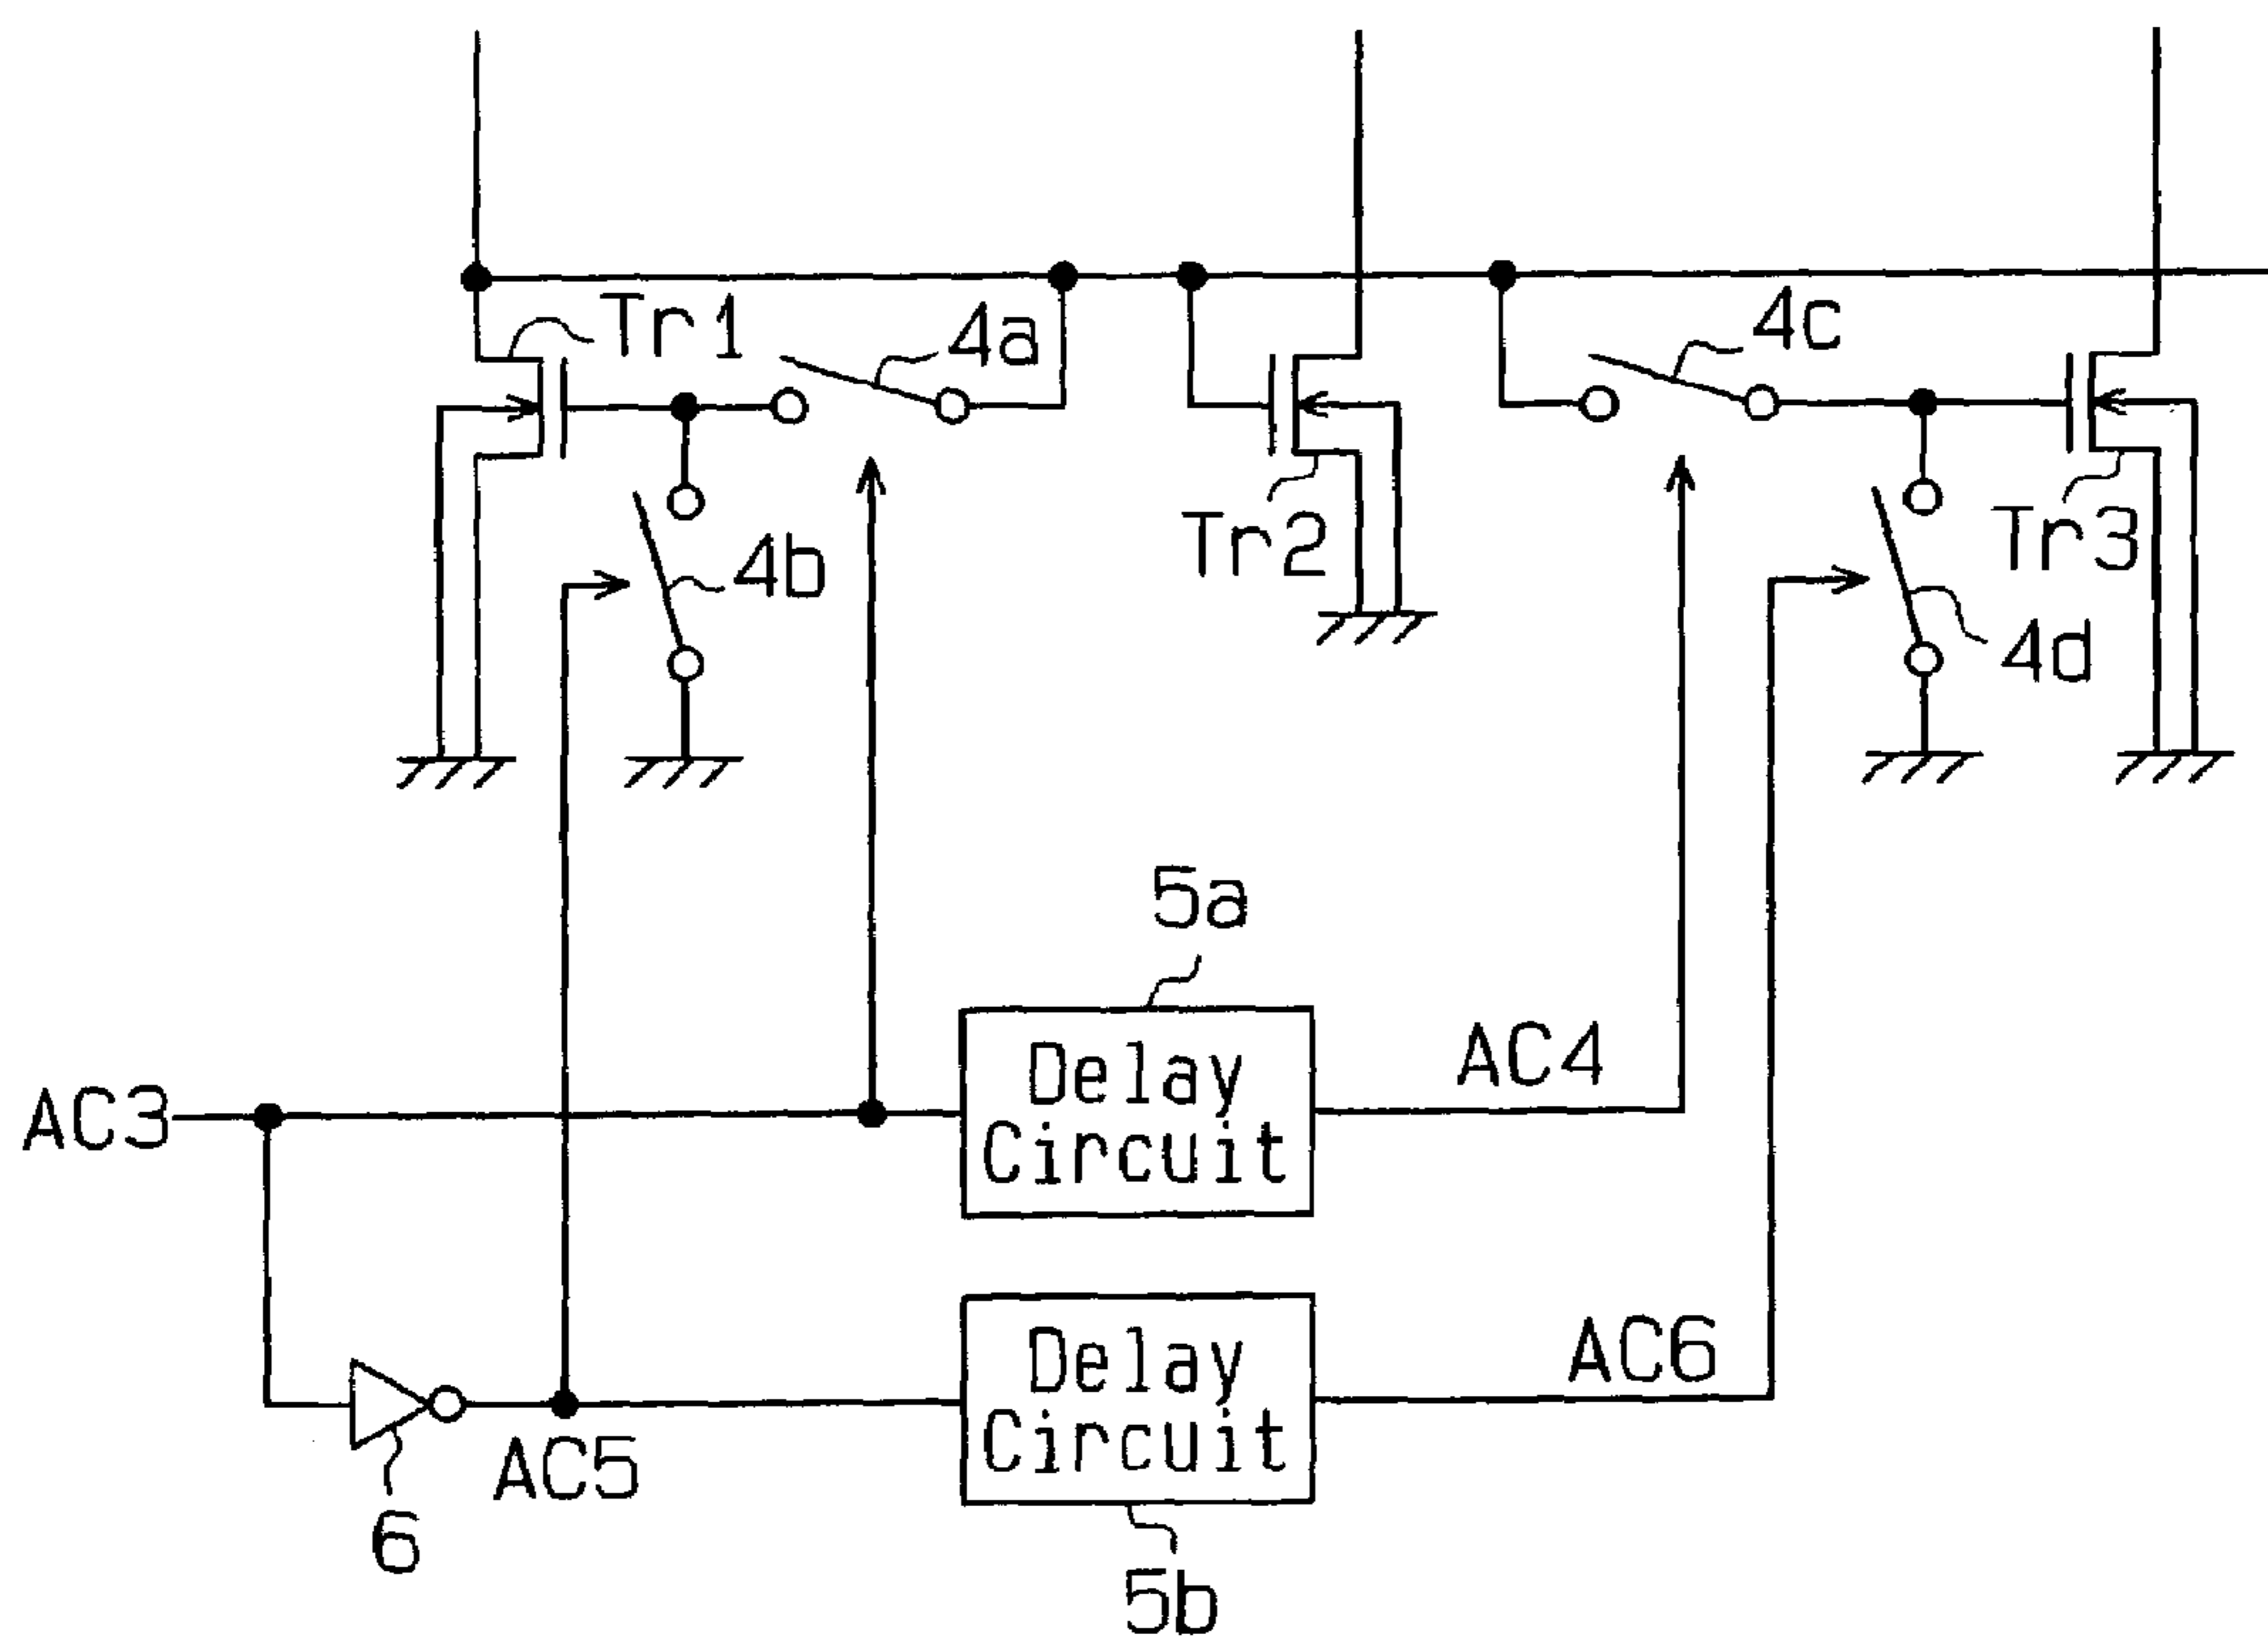 Tr1
4a
4c
Tr2
Tr3
4b
4d
5a
Delay
Circuit
AC4
AC3
Delay
Circuit
AC6
AC5
6
5b